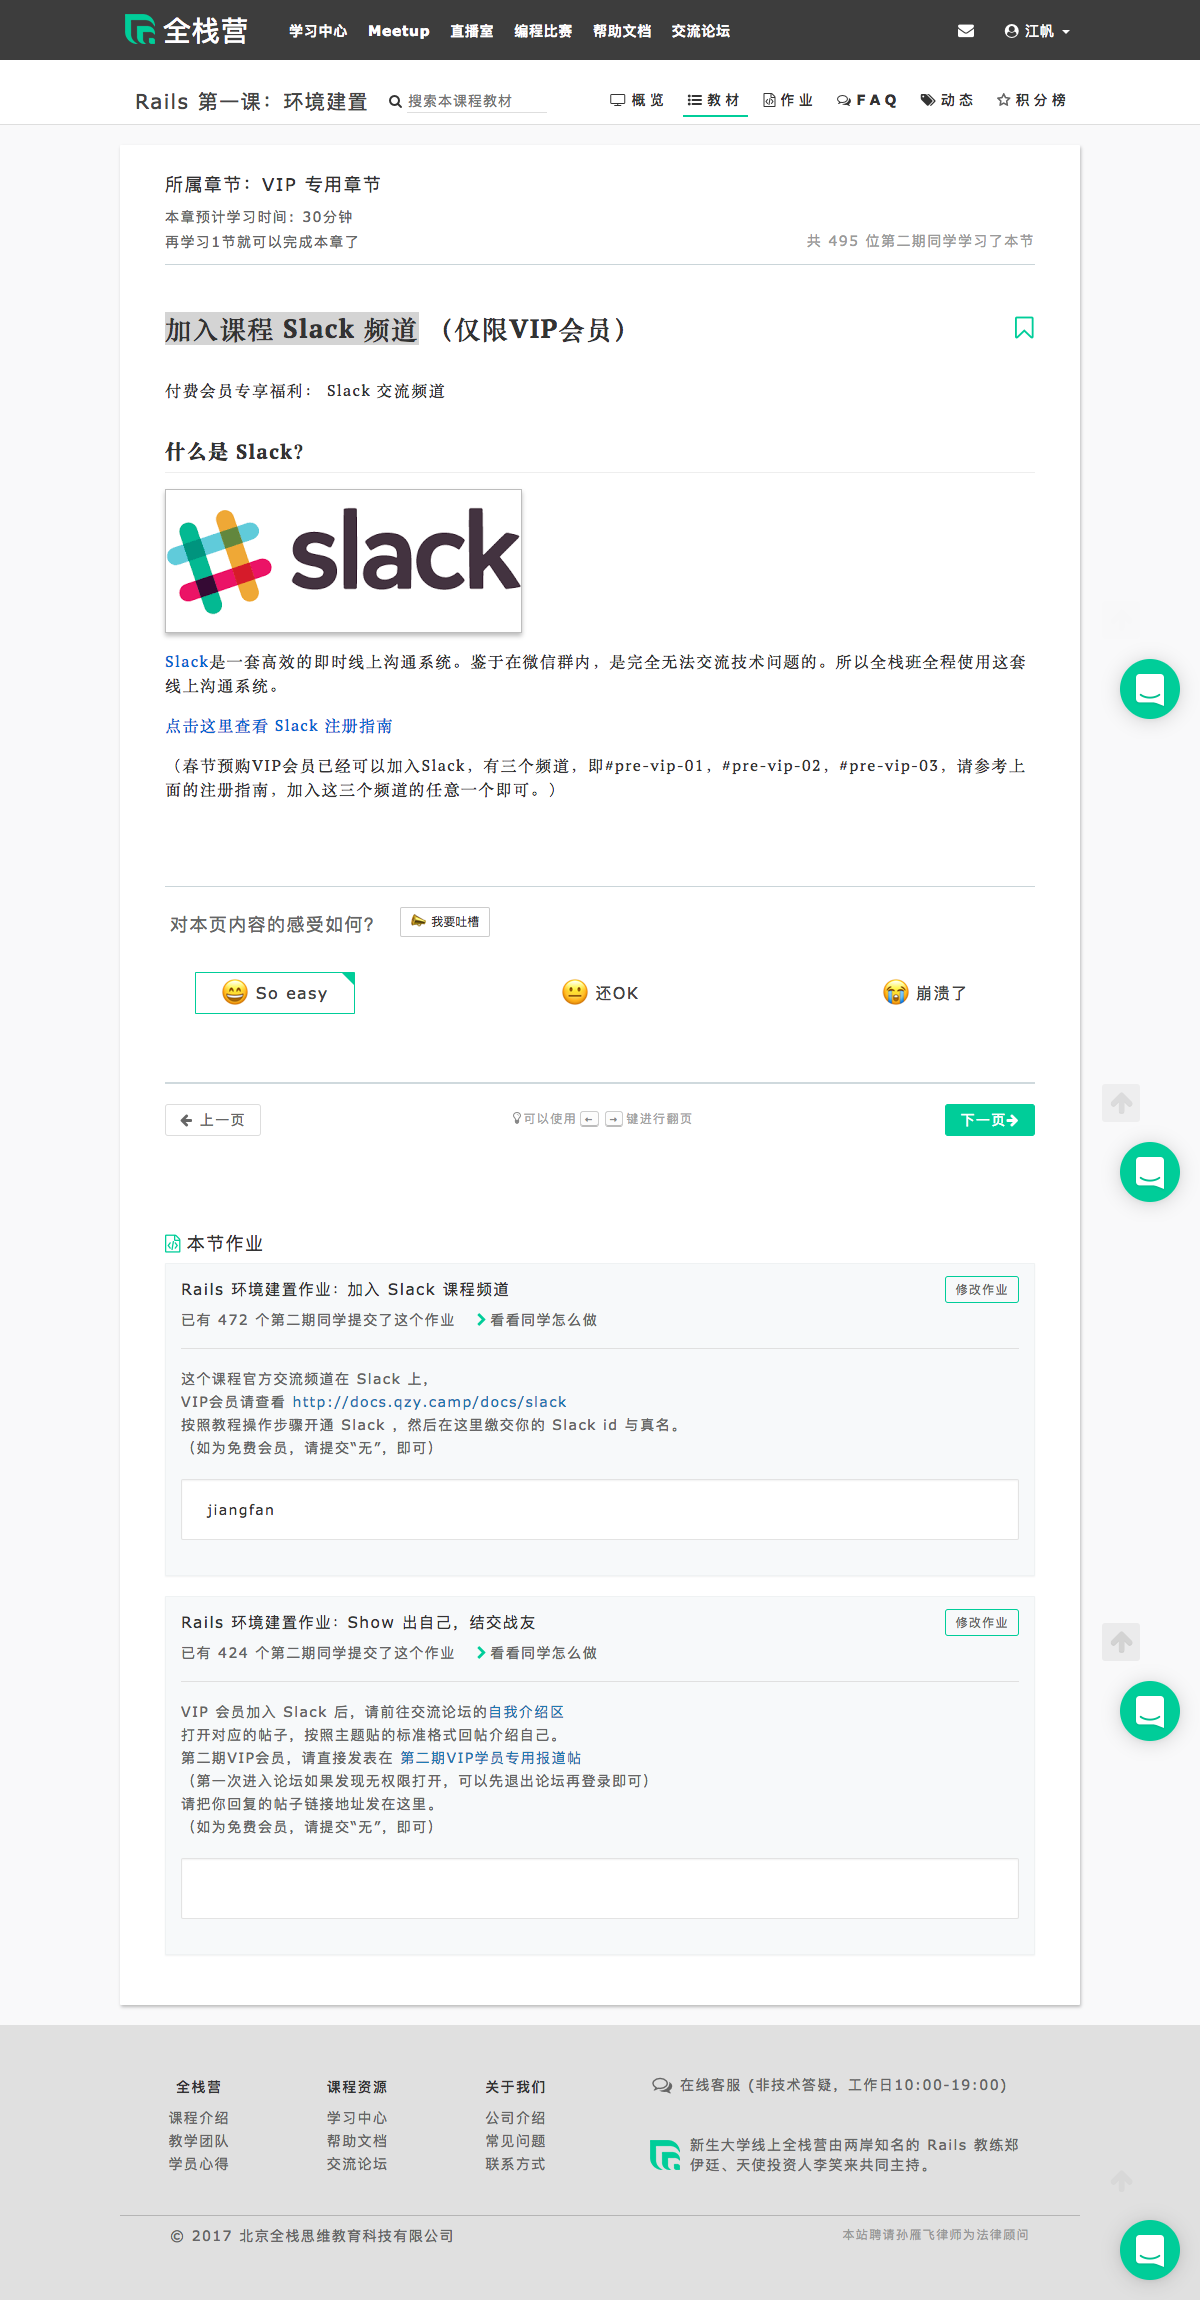 全栈营 学习中心 Meetup 直播室 编程比赛 帮助文档 交流论坛 江帆
Rails 第一课：环境建置 搜索本课程教材 概览 教材 作业 FAQ 动态 积分榜
所属章节：VIP 专用章节
本章预计学习时间：30分钟
再学习1节就可以完成本章了
共 495 位第二期同学学习了本节
加入课程 Slack 频道 （仅限VIP会员）
付费会员专享福利： Slack 交流频道
什么是 Slack?
slack
Slack是一套高效的即时线上沟通系统。鉴于在微信群内，是完全无法交流技术问题的。所以全栈班全程使用这套
线上沟通系统。
点击这里查看 Slack 注册指南
（春节预购VIP会员已经可以加入Slack，有三个频道，即#pre-vip-01，#pre-vip-02，#pre-vip-03，请参考上
面的注册指南，加入这三个频道的任意一个即可。）
对本页内容的感受如何? 我要吐槽
So easy 还OK 崩溃了
上一页 可以使用 ← → 键进行翻页 下一页
本节作业
Rails 环境建置作业：加入 Slack 课程频道 修改作业
已有 472 个第二期同学提交了这个作业 看看同学怎么做
这个课程官方交流频道在 Slack 上，
VIP会员请查看 http://docs.qzy.camp/docs/slack
按照教程操作步骤开通 Slack ，然后在这里缴交你的 Slack id 与真名。
（如为免费会员，请提交“无”，即可）
jiangfan
Rails 环境建置作业：Show 出自己，结交战友 修改作业
已有 424 个第二期同学提交了这个作业 看看同学怎么做
VIP 会员加入 Slack 后，请前往交流论坛的自我介绍区
打开对应的帖子，按照主题贴的标准格式回帖介绍自己。
第二期VIP会员，请直接发表在 第二期VIP学员专用报道帖
（第一次进入论坛如果发现无权限打开，可以先退出论坛再登录即可）
请把你回复的帖子链接地址发在这里。
（如为免费会员，请提交“无”，即可）
全栈营 课程资源 关于我们 在线客服 (非技术答疑，工作日10:00-19:00)
课程介绍 学习中心 公司介绍
教学团队 帮助文档 常见问题
学员心得 交流论坛 联系方式
新生大学线上全栈营由两岸知名的 Rails 教练郑
伊廷、天使投资人李笑来共同主持。
© 2017 北京全栈思维教育科技有限公司 本站聘请孙雁飞律师为法律顾问